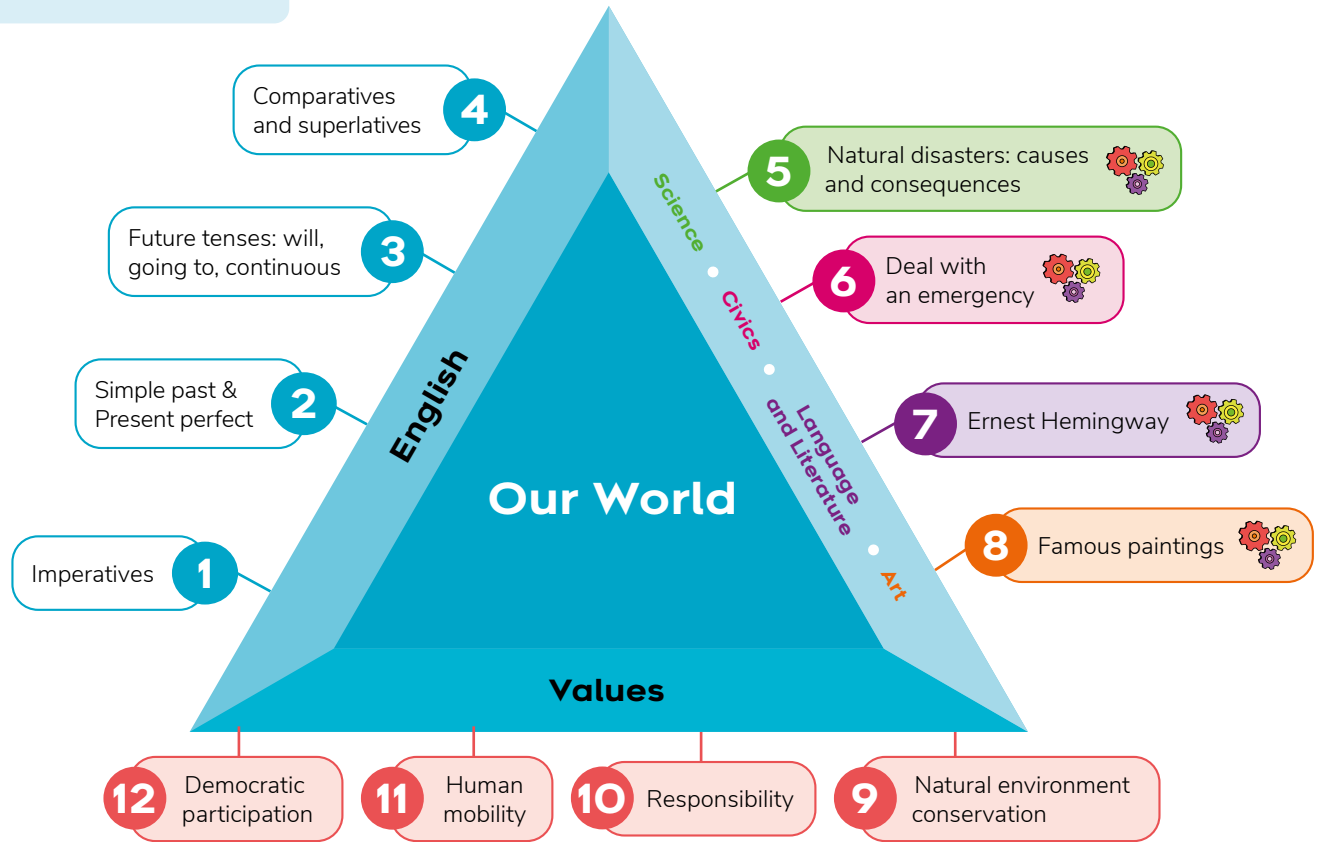 4
Comparatives
and superlatives
3
Future tenses: will,
going to, continuous
2
Simple past &
Present perfect
1
Imperatives
English
Our World
Science
Civics
Language
and Literature
Art
5
Natural disasters: causes
and consequences
6
Deal with
an emergency
7
Ernest Hemingway
8
Famous paintings
Values
12
Democratic
participation
11
Human
mobility
10
Responsibility
9
Natural environment
conservation